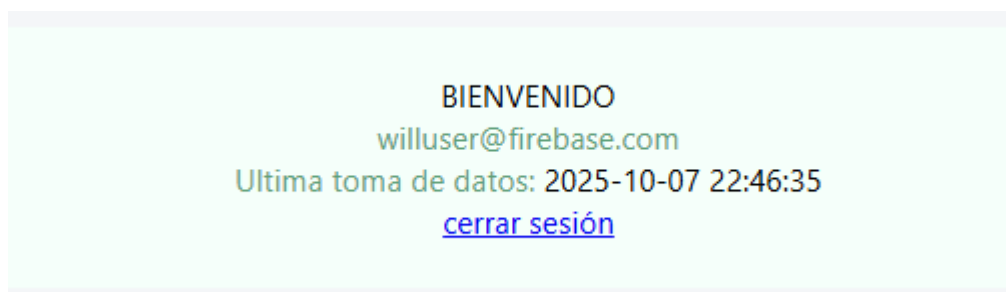 BIENVENIDO
willuser@firebase.com
Ultima toma de datos: 2025-10-07 22:46:35
cerrar sesión